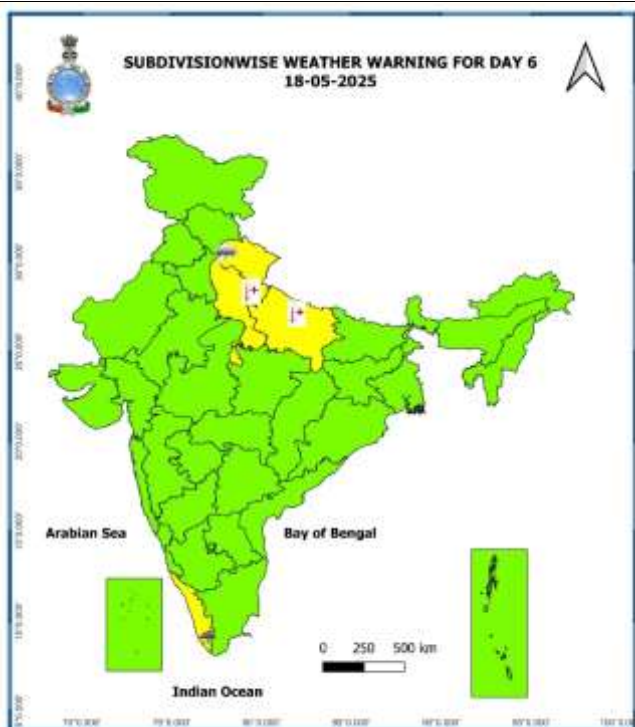 SUBDIVISIONWISE WEATHER WARNING FOR DAY 6
18-05-2025
Arabian Sea
Bay of Bengal
0 250 500 km
Indian Ocean